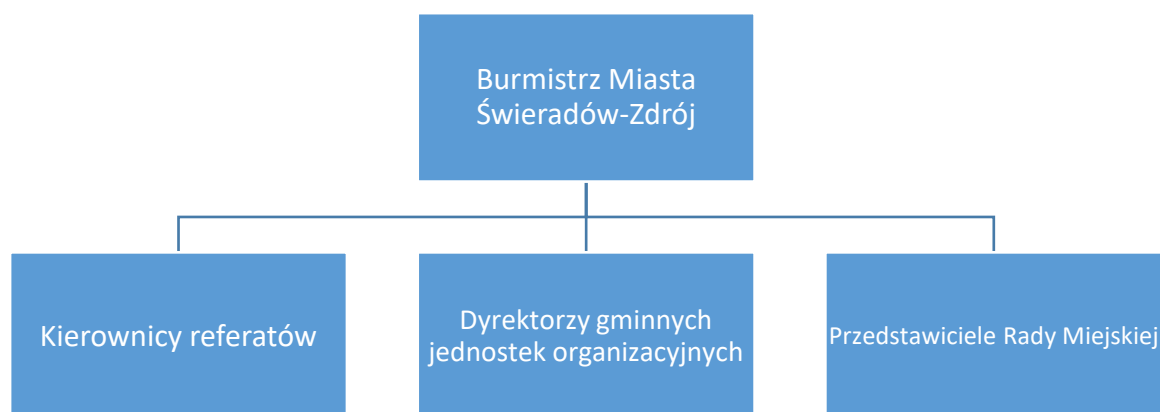 Burmistrz Miasta
Świeradów-Zdrój
Kierownicy referatów
Dyrektorzy gminnych
jednostek organizacyjnych
Przedstawiciele Rady Miejskiej